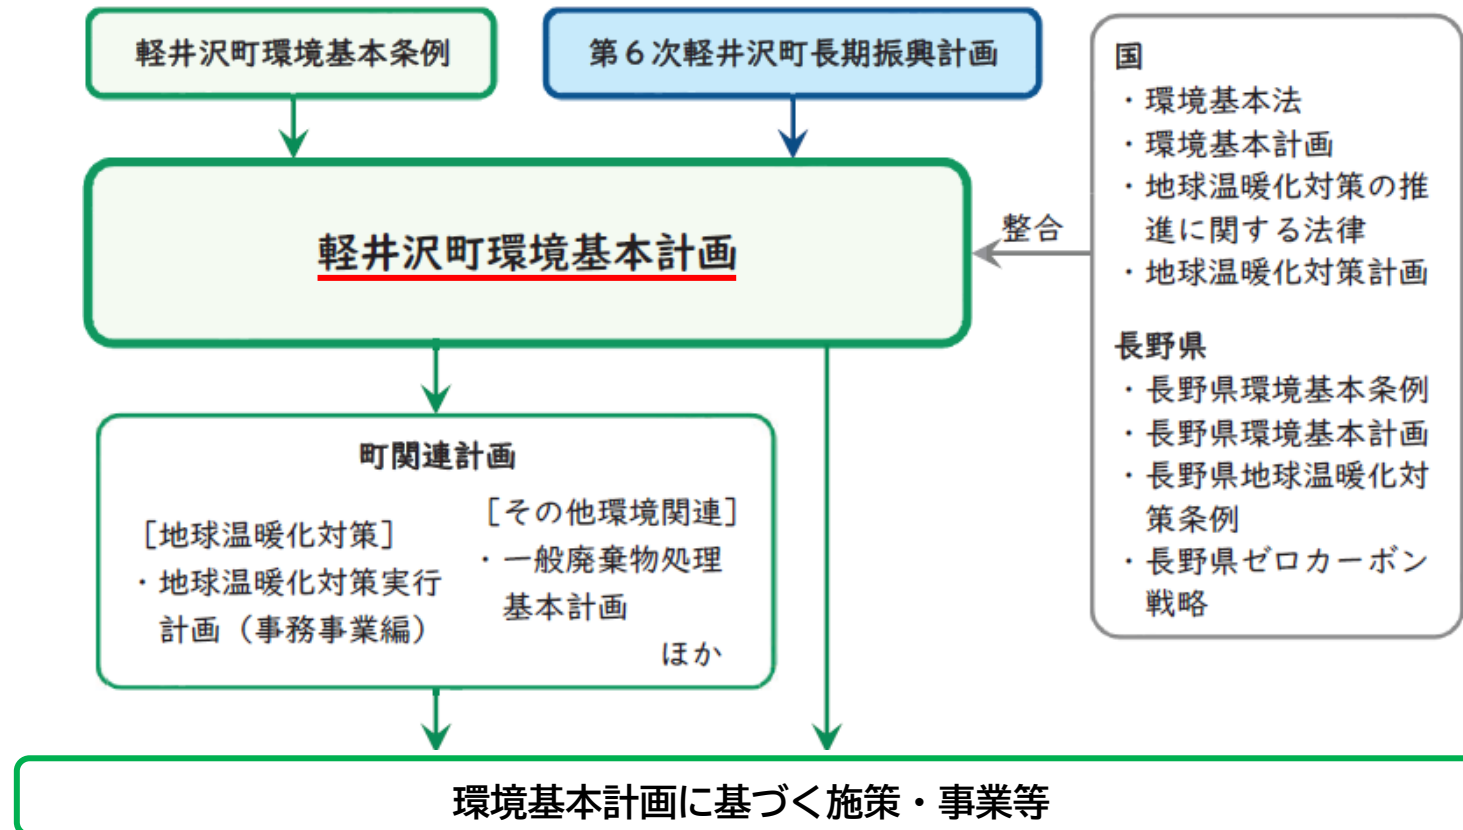 軽井沢町環境基本条例
第6次軽井沢町長期振興計画
軽井沢町環境基本計画
整合
国
・環境基本法
・環境基本計画
・地球温暖化対策の推
進に関する法律
・地球温暖化対策計画
長野県
・長野県環境基本条例
・長野県環境基本計画
・長野県地球温暖化対
策条例
・長野県ゼロカーボン
戦略
町関連計画
[地球温暖化対策]
・地球温暖化対策実行
計画（事務事業編）
[その他環境関連]
・一般廃棄物処理
基本計画
ほか
環境基本計画に基づく施策・事業等